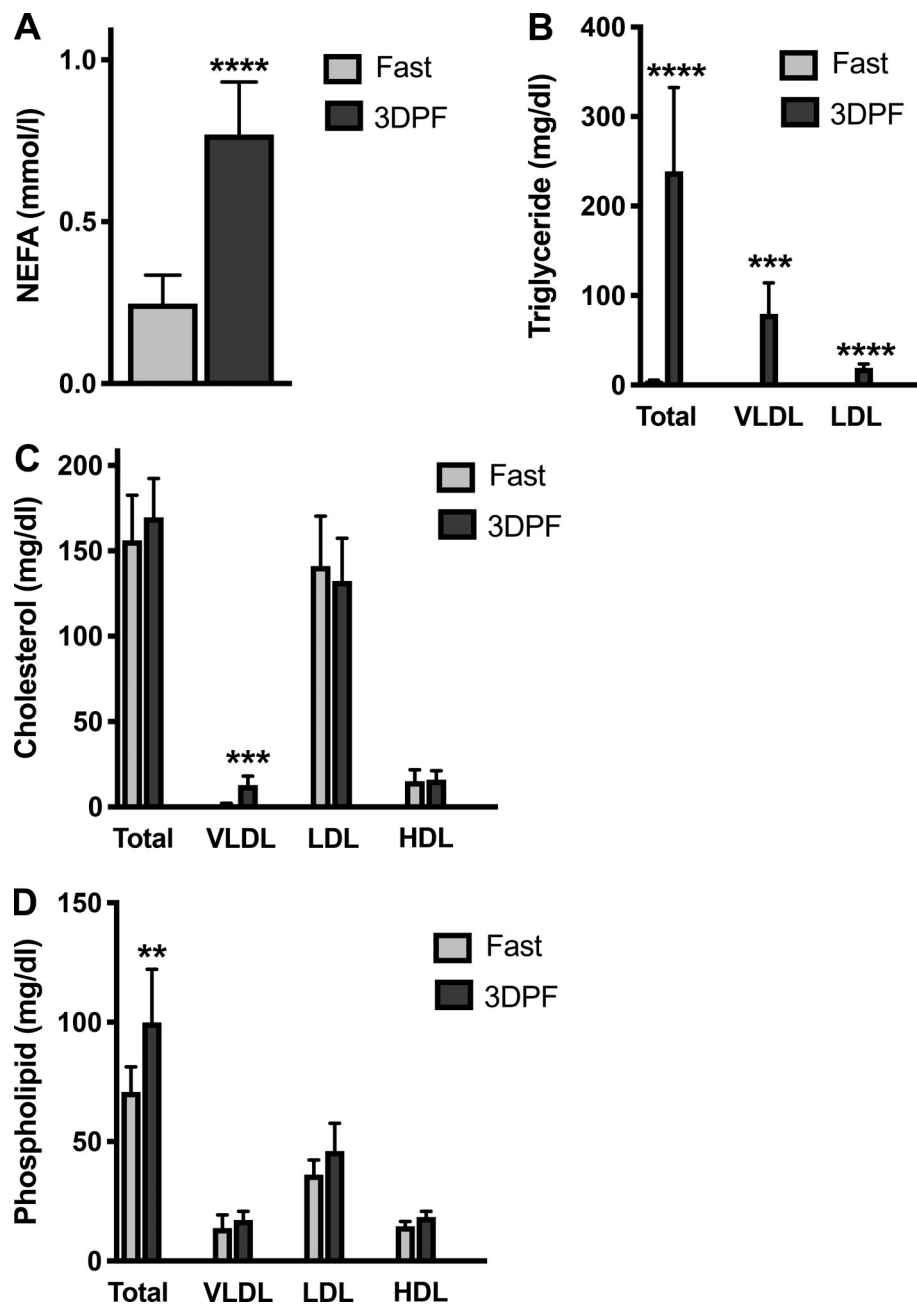 A
NEFA (mmol/l)
1.0
0.5
0.0
****
Fast
3DPF
B
Triglyceride (mg/dl)
400
300
200
100
0
****
***
****
Fast
3DPF
Total VLDL LDL
C
Cholesterol (mg/dl)
200
150
100
50
0
***
Fast
3DPF
Total VLDL LDL HDL
D
Phospholipid (mg/dl)
150
100
50
0
**
Fast
3DPF
Total VLDL LDL HDL